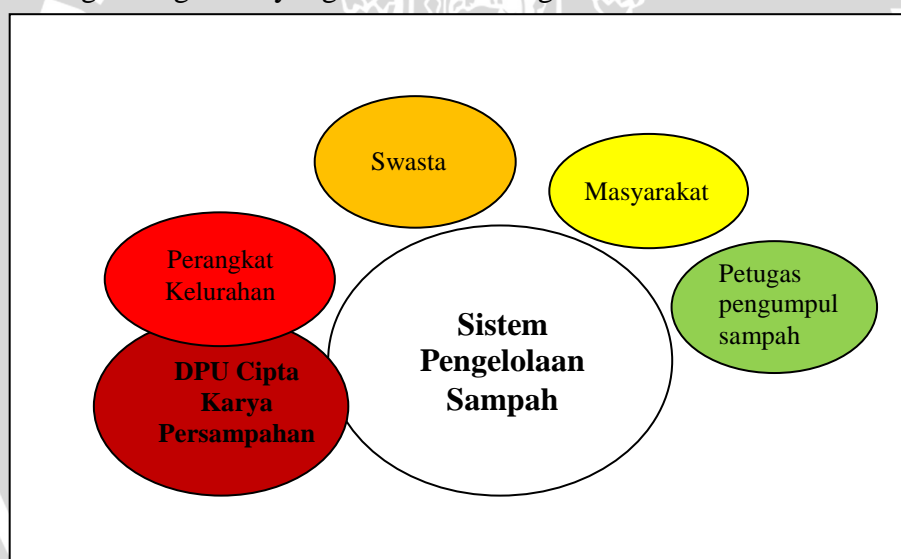 Swasta
Masyarakat
Perangkat
Kelurahan
Petugas
pengumpul
sampah
Sistem
Pengelolaan
Sampah
DPU Cipta
Karya
Persampahan